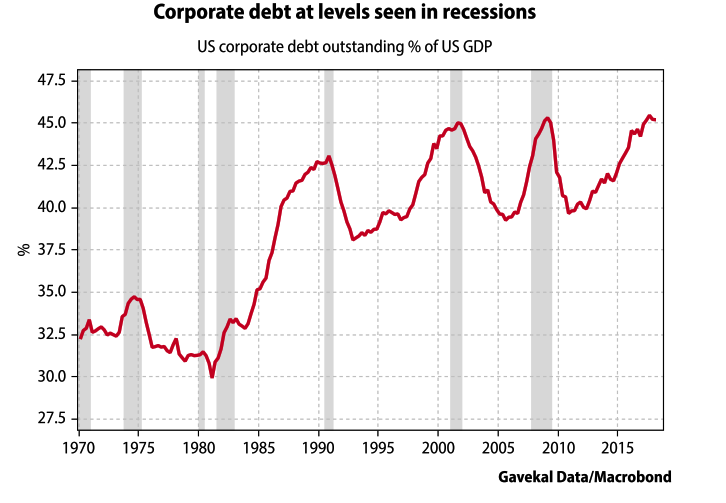 Corporate debt at levels seen in recessions
US corporate debt outstanding % of US GDP
47.5
45.0
42.5
40.0
37.5
35.0
32.5
30.0
27.5
%
1970 1975 1980 1985 1990 1995 2000 2005 2010 2015
Gavekal Data/Macrobond